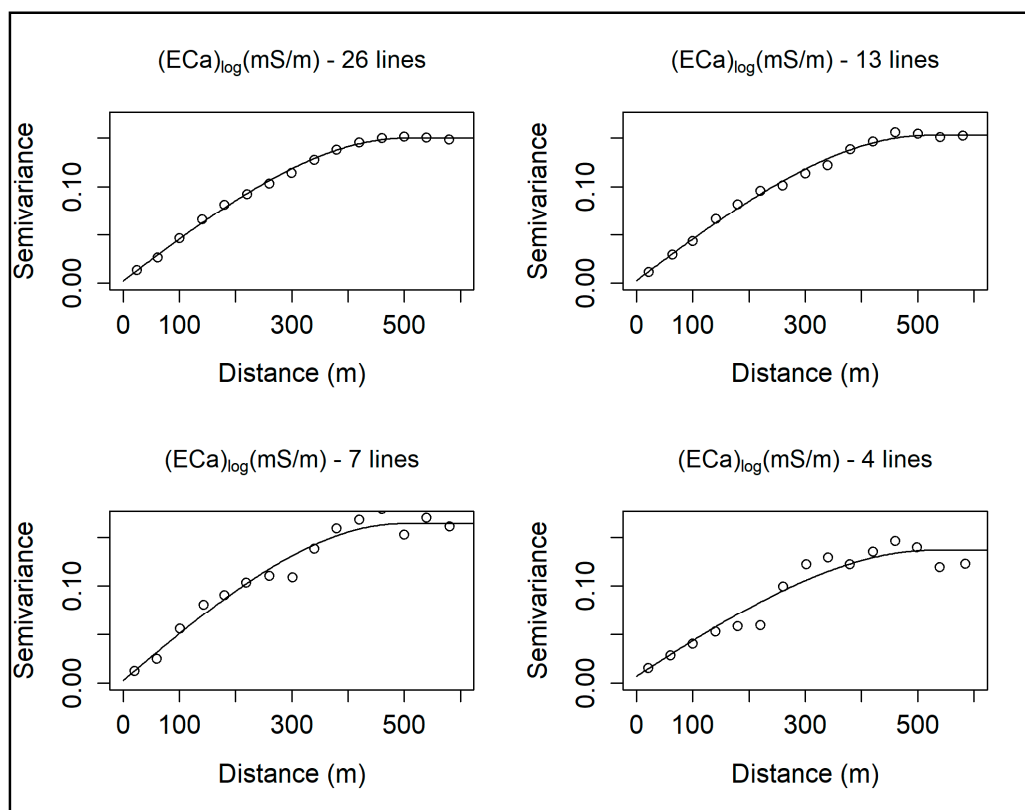 (ECa)log(mS/m) - 26 lines
Semivariance
0.00 0.10
0 100 300 500
Distance (m)
(ECa)log(mS/m) - 13 lines
Semivariance
0.00 0.10
0 100 300 500
Distance (m)
(ECa)log(mS/m) - 7 lines
Semivariance
0.00 0.10
0 100 300 500
Distance (m)
(ECa)log(mS/m) - 4 lines
Semivariance
0.00 0.10
0 100 300 500
Distance (m)